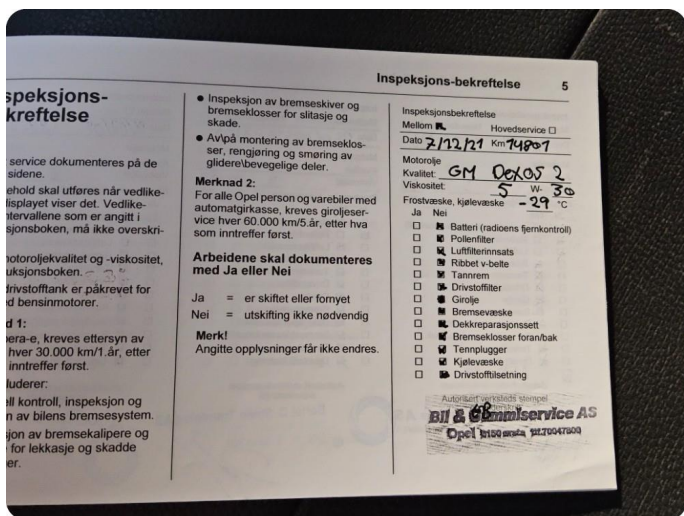 Inspeksjons-bekreftelse 5
speksjons-
kreftelse
service dokumenteres på de
sidene.
ehold skal utføres når vedlike-
displayet viser det. Vedlike-
ntervallene som er angitt i
sjonsboken, må ikke overskri-
notoroljekvalitet og -viskositet,
uksjonsboken.
drivstofftank er påkrevet for
d bensinmotorer.
d 1:
era-e, kreves ettersyn av
hver 30.000 km/1.år, etter
inntreffer først.
luderer:
ll kontroll, inspeksjon og
n av bilens bremsesystem.
sjon av bremsekalipere og
for lekkasje og skadde
er.
● Inspeksjon av bremseskiver og
bremseklosser for slitasje og
skade.
● Av\på montering av bremseklos-
ser, rengjøring og smøring av
glidere\bevegelige deler.
Merknad 2:
For alle Opel person og varebiler med
automatgirkasse, kreves giroljeser-
vice hver 60.000 km/5.år, etter hva
som inntreffer først.
Arbeidene skal dokumenteres
med Ja eller Nei
Ja = er skiftet eller fornyet
Nei = utskifting ikke nødvendig
Merk!
Angitte opplysninger får ikke endres.
Inspeksjonsbekreftelse
Mellom Hovedservice
Dato 7/12/21 Km 74801
Motorolje
Kvalitet: GM Dexos 2
Viskositet: 5 W- 30
Frostvæske, kjølevæske -29 °C
Ja Nei
Batteri (radioens fjernkontroll)
Pollenfilter
Luftfilterinnsats
Ribbet v-belte
Tannrem
Drivstoffilter
Girolje
Bremsevæske
Dekkreparasjonssett
Bremseklosser foran/bak
Tennplugger
Kjølevæske
Drivstofftilsetning
Autorisert verksteds stempel
Bil & Gummiservice AS
Opel